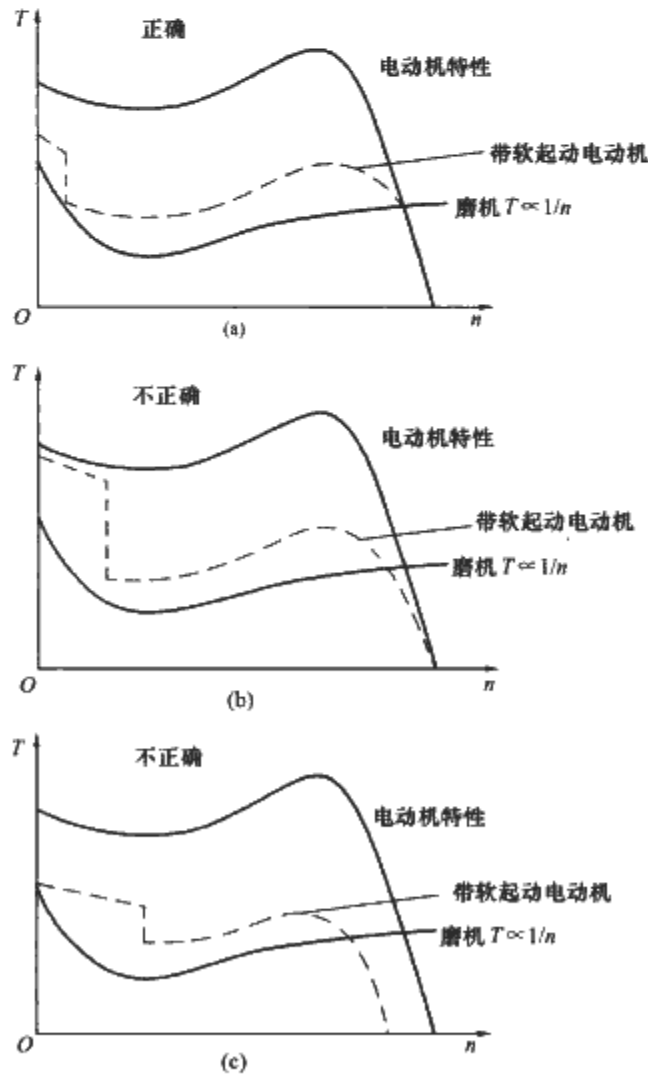 T
正确
电动机特性
带软起动电动机
磨机 T∝1/n
O
n
(a)
T
不正确
电动机特性
带软起动电动机
磨机 T∝1/n
O
n
(b)
T
不正确
电动机特性
带软起动电动机
磨机 T∝1/n
O
n
(c)